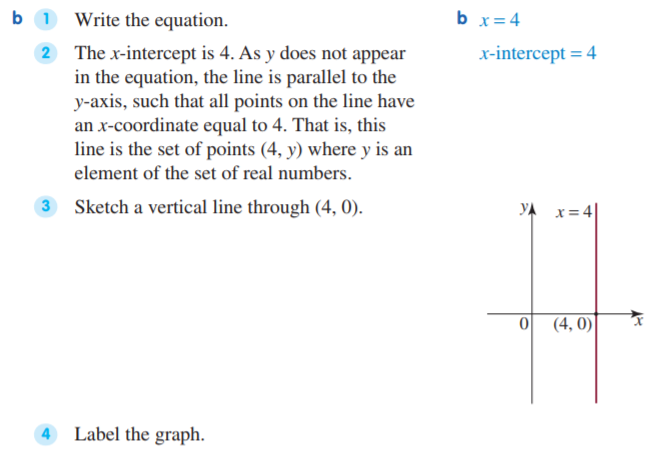 b 1 Write the equation.
b x = 4
2 The x-intercept is 4. As y does not appear
in the equation, the line is parallel to the
y-axis, such that all points on the line have
an x-coordinate equal to 4. That is, this
line is the set of points (4, y) where y is an
element of the set of real numbers.
x-intercept = 4
3 Sketch a vertical line through (4, 0).
y x = 4
0 (4, 0) x
4 Label the graph.